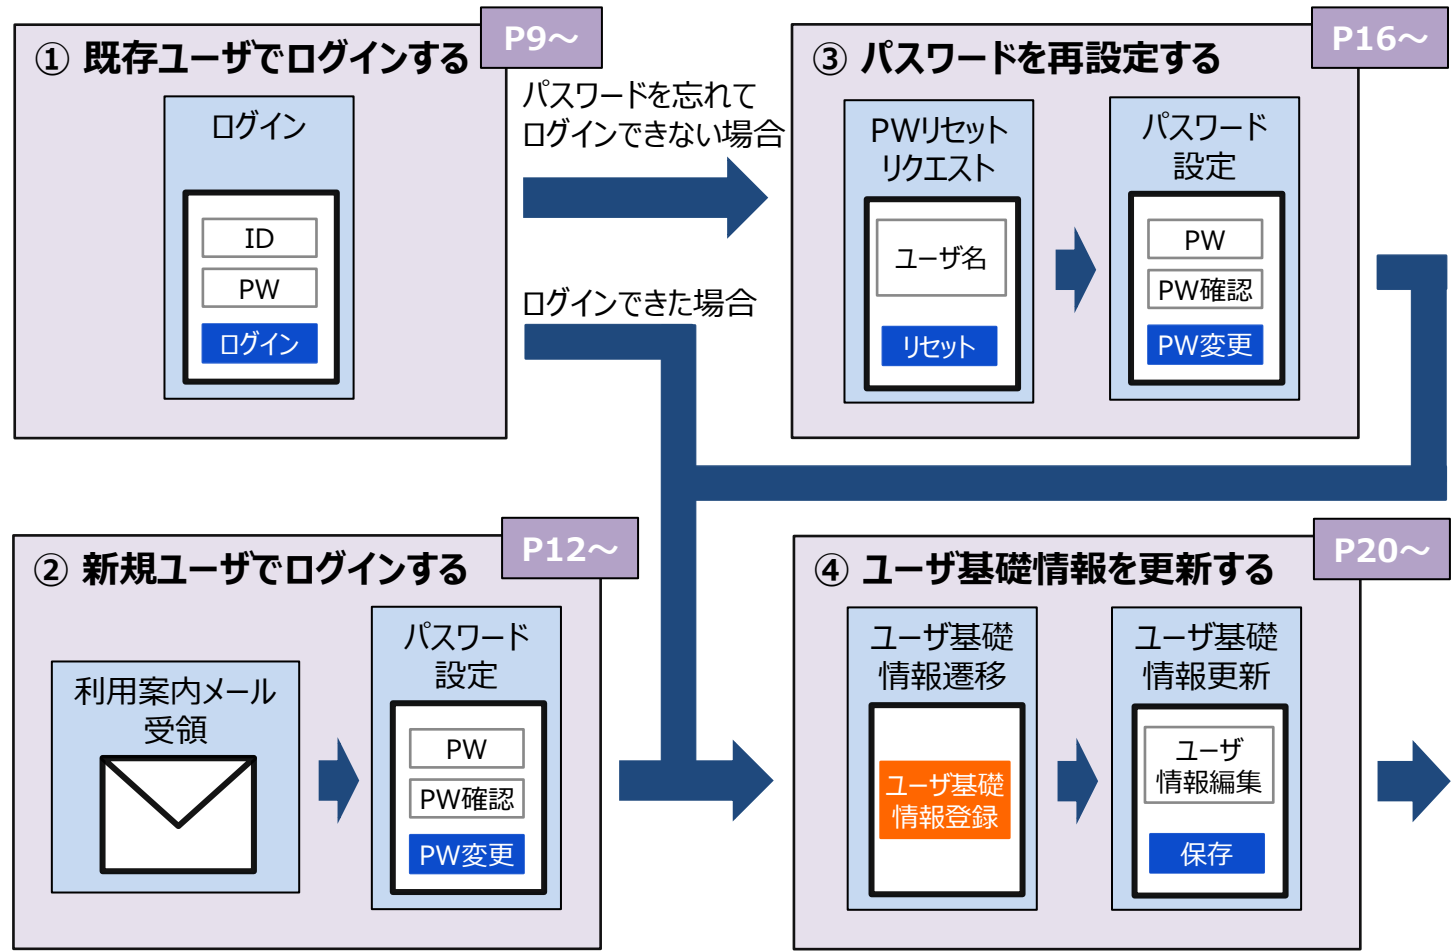 ① 既存ユーザでログインする
P9～
ログイン
ID
PW
ログイン
パスワードを忘れて
ログインできない場合
ログインできた場合
③ パスワードを再設定する
P16～
PWリセット
リクエスト
ユーザ名
リセット
パスワード
設定
PW
PW確認
PW変更
② 新規ユーザでログインする
P12～
利用案内メール
受領
パスワード
設定
PW
PW確認
PW変更
④ ユーザ基礎情報を更新する
P20～
ユーザ基礎
情報遷移
ユーザ基礎
情報登録
ユーザ基礎
情報更新
ユーザ
情報編集
保存